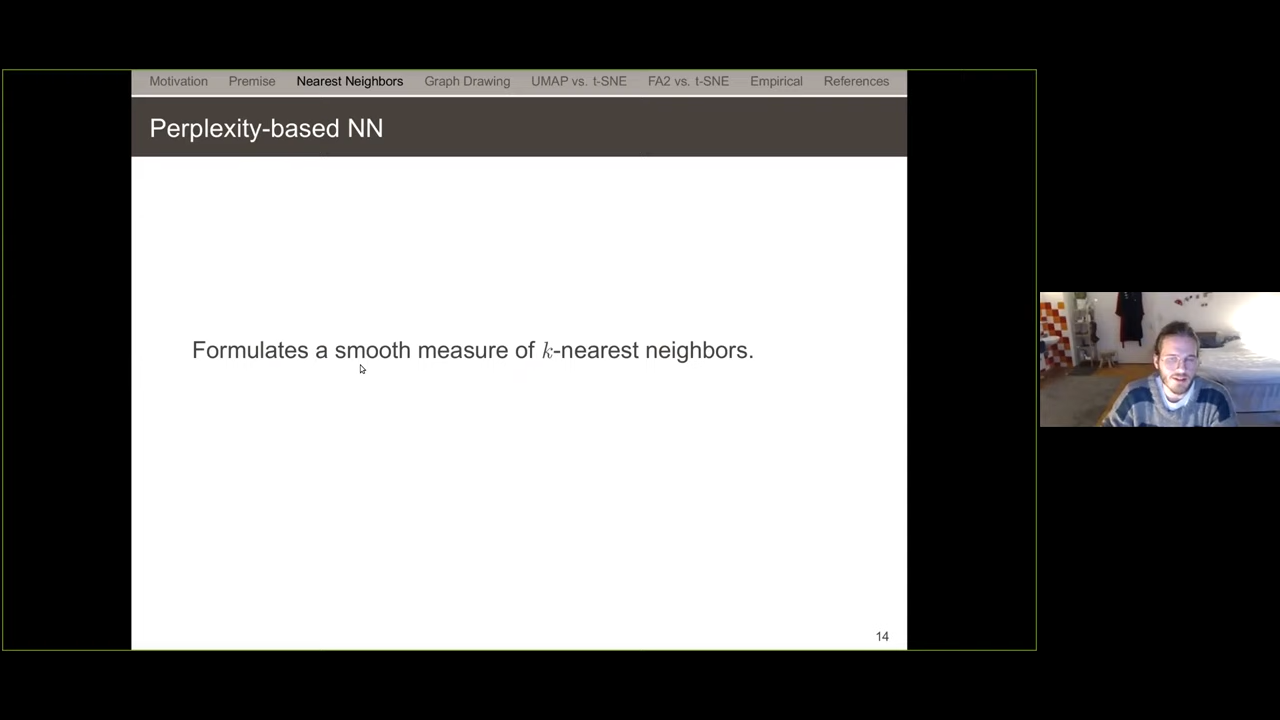 Motivation Premise Nearest Neighbors Graph Drawing UMAP vs. t-SNE FA2 vs. t-SNE Empirical References
Perplexity-based NN
Formulates a smooth measure of k-nearest neighbors.
14